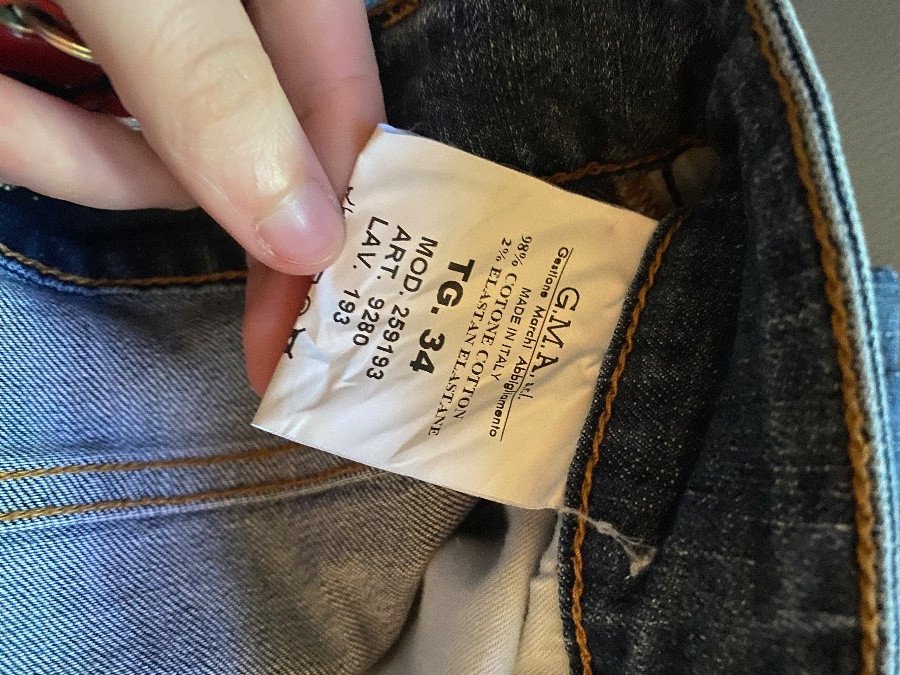 G.M.A ltd.
Gestione Marchi Abbigliamento
MADE IN ITALY
98% COTONE COTTON
2% ELASTAN ELASTANE
TG. 34
MOD. 259193
ART. 9280
LAV. 193